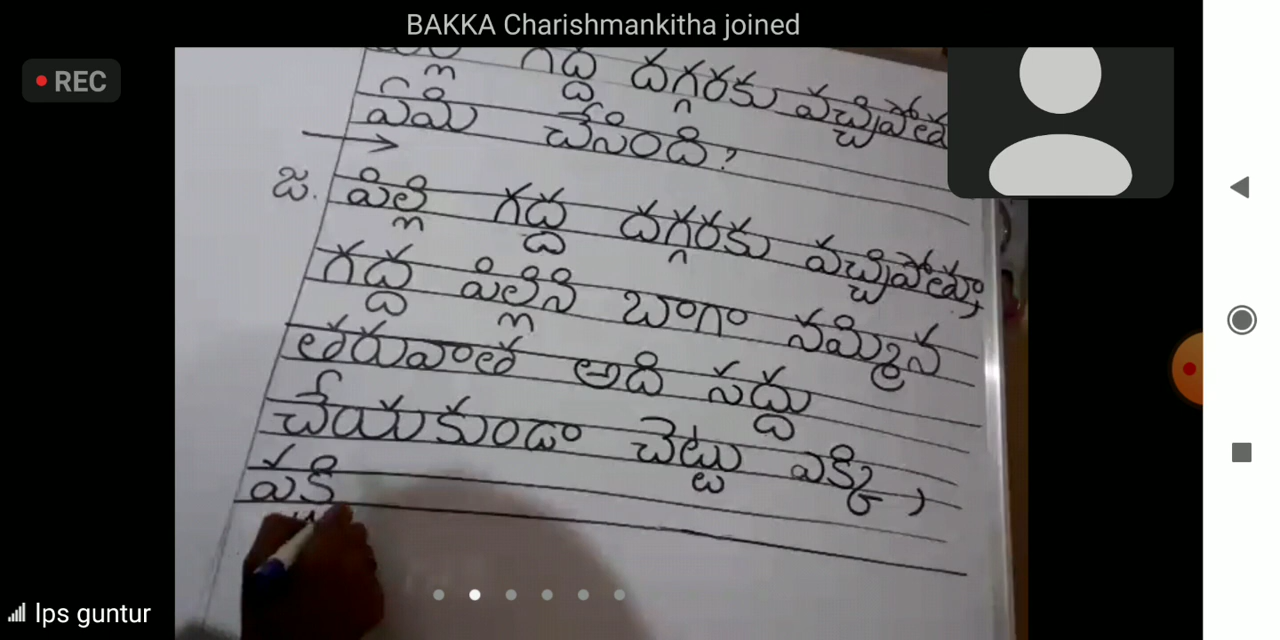 BAKKA Charishmankitha joined
REC
గద్ద దగ్గరకు వచ్చిపోతు
ఏమి చేసింది?
జ. పిల్లి గద్ద దగ్గరకు వచ్చిపోతూ,
గద్ద పిల్లిని బాగా నమ్మిన
తరువాత అది సద్దు
చేయకుండా చెట్టు ఎక్కి,
పకి
lps guntur